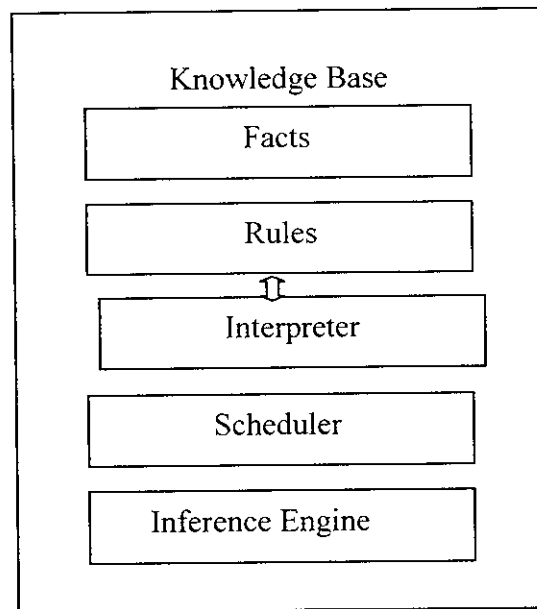 Knowledge Base
Facts
Rules
Interpreter
Scheduler
Inference Engine